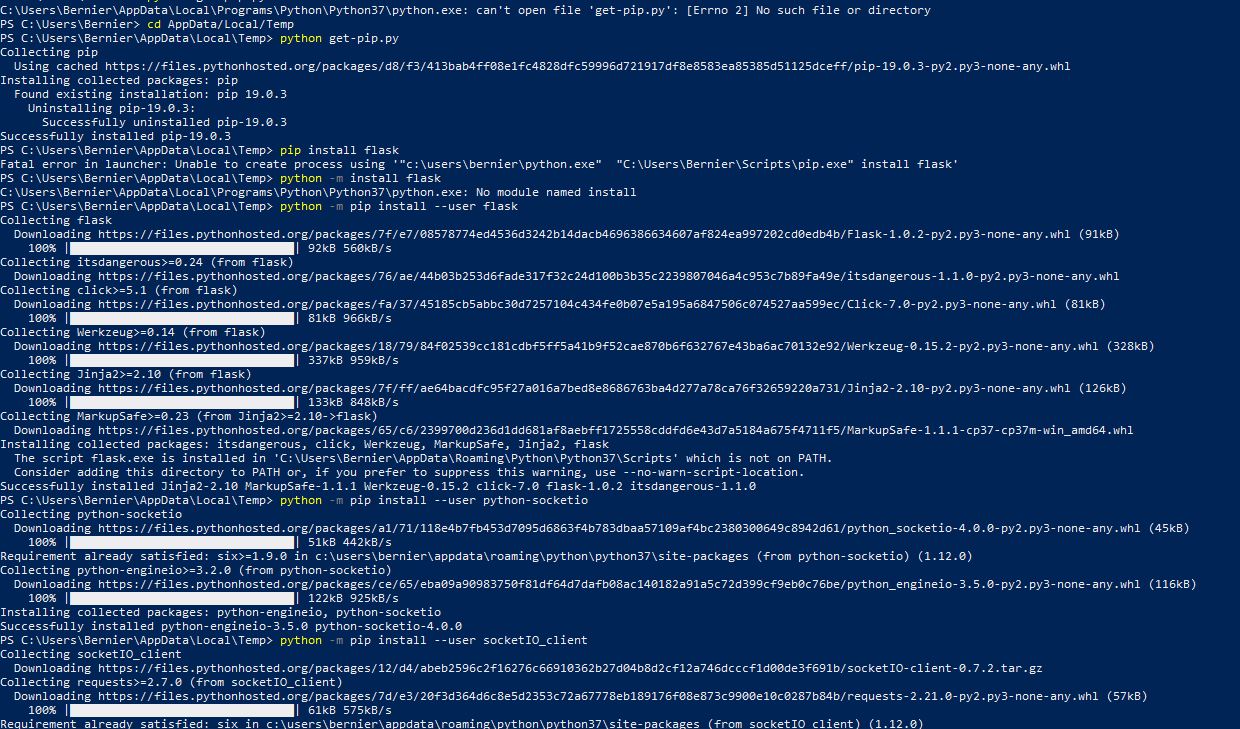 C:\Users\Bernier\AppData\Local\Programs\Python\Python37\python.exe: can't open file 'get-pip.py': [Errno 2] No such file or directory
PS C:\Users\Bernier> cd AppData/Local/Temp
PS C:\Users\Bernier\AppData\Local\Temp> python get-pip.py
Collecting pip
  Using cached https://files.pythonhosted.org/packages/d8/f3/413bab4ff08e1fc4828dfc59996d721917df8e8583ea85385d51125dceff/pip-19.0.3-py2.py3-none-any.whl
Installing collected packages: pip
  Found existing installation: pip 19.0.3
    Uninstalling pip-19.0.3:
      Successfully uninstalled pip-19.0.3
Successfully installed pip-19.0.3
PS C:\Users\Bernier\AppData\Local\Temp> pip install flask
Fatal error in launcher: Unable to create process using '"c:\users\bernier\python.exe"  "C:\Users\Bernier\Scripts\pip.exe" install flask'
PS C:\Users\Bernier\AppData\Local\Temp> python -m install flask
C:\Users\Bernier\AppData\Local\Programs\Python\Python37\python.exe: No module named install
PS C:\Users\Bernier\AppData\Local\Temp> python -m pip install --user flask
Collecting flask
  Downloading https://files.pythonhosted.org/packages/7f/e7/08578774ed4536d3242b14dacb4696386634607af824ea997202cd0edb4b/Flask-1.0.2-py2.py3-none-any.whl (91kB)
    100% || 92kB 560kB/s
Collecting itsdangerous>=0.24 (from flask)
  Downloading https://files.pythonhosted.org/packages/76/ae/44b03b253d6fade317f32c24d100b3b35c2239807046a4c953c7b89fa49e/itsdangerous-1.1.0-py2.py3-none-any.whl
Collecting click>=5.1 (from flask)
  Downloading https://files.pythonhosted.org/packages/fa/37/45185cb5abbc30d7257104c434fe0b07e5a195a6847506c074527aa599ec/Click-7.0-py2.py3-none-any.whl (81kB)
    100% || 81kB 966kB/s
Collecting Werkzeug>=0.14 (from flask)
  Downloading https://files.pythonhosted.org/packages/18/79/84f02539cc181cdbf5ff5a41b9f52cae870b6f632767e43ba6ac70132e92/Werkzeug-0.15.2-py2.py3-none-any.whl (328kB)
    100% || 337kB 959kB/s
Collecting Jinja2>=2.10 (from flask)
  Downloading https://files.pythonhosted.org/packages/7f/ff/ae64bacdfc95f27a016a7bed8e8686763ba4d277a78ca76f32659220a731/Jinja2-2.10-py2.py3-none-any.whl (126kB)
    100% || 133kB 848kB/s
Collecting MarkupSafe>=0.23 (from Jinja2>=2.10->flask)
  Downloading https://files.pythonhosted.org/packages/65/c6/2399700d236d1dd681af8aebff1725558cddfd6e43d7a5184a675f4711f5/MarkupSafe-1.1.1-cp37-cp37m-win_amd64.whl
Installing collected packages: itsdangerous, click, Werkzeug, MarkupSafe, Jinja2, flask
  The script flask.exe is installed in 'C:\Users\Bernier\AppData\Roaming\Python\Python37\Scripts' which is not on PATH.
  Consider adding this directory to PATH or, if you prefer to suppress this warning, use --no-warn-script-location.
Successfully installed Jinja2-2.10 MarkupSafe-1.1.1 Werkzeug-0.15.2 click-7.0 flask-1.0.2 itsdangerous-1.1.0
PS C:\Users\Bernier\AppData\Local\Temp> python -m pip install --user python-socketio
Collecting python-socketio
  Downloading https://files.pythonhosted.org/packages/a1/71/118e4b7fb453d7095d6863f4b783dbaa57109af4bc2380300649c8942d61/python_socketio-4.0.0-py2.py3-none-any.whl (45kB)
    100% || 51kB 442kB/s
Requirement already satisfied: six>=1.9.0 in c:\users\bernier\appdata\roaming\python\python37\site-packages (from python-socketio) (1.12.0)
Collecting python-engineio>=3.2.0 (from python-socketio)
  Downloading https://files.pythonhosted.org/packages/ce/65/eba09a90983750f81df64d7dafb08ac140182a91a5c72d399cf9eb0c76be/python_engineio-3.5.0-py2.py3-none-any.whl (116kB)
    100% || 122kB 925kB/s
Installing collected packages: python-engineio, python-socketio
Successfully installed python-engineio-3.5.0 python-socketio-4.0.0
PS C:\Users\Bernier\AppData\Local\Temp> python -m pip install --user socketIO_client
Collecting socketIO_client
  Downloading https://files.pythonhosted.org/packages/12/d4/abeb2596c2f16276c66910362b27d04b8d2cf12a746dcccf1d00de3f691b/socketIO-client-0.7.2.tar.gz
Collecting requests>=2.7.0 (from socketIO_client)
  Downloading https://files.pythonhosted.org/packages/7d/e3/20f3d364d6c8e5d2353c72a67778eb189176f08e873c9900e10c0287b84b/requests-2.21.0-py2.py3-none-any.whl (57kB)
    100% || 61kB 575kB/s
Requirement already satisfied: six in c:\users\bernier\appdata\roaming\python\python37\site-packages (from socketIO_client) (1.12.0)